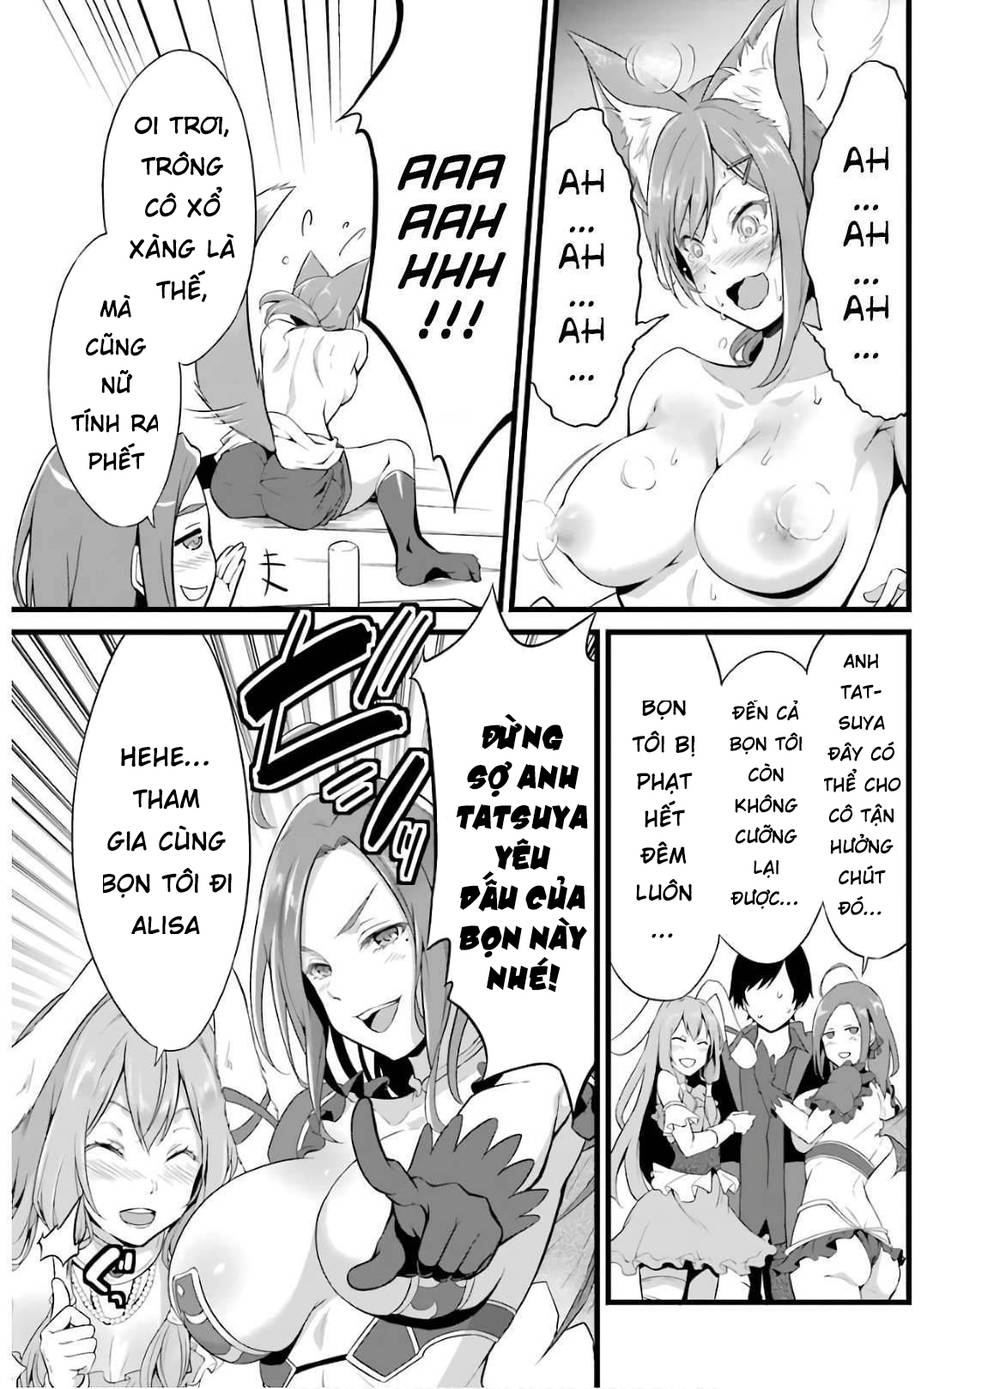 AH
...
AH
...
AH
...
AH
...
AH
...
AH
...
AAA
AAH
HHH
!!!
OI TRƠI,
TRÔNG
CÔ XỔ
XÀNG LÀ
THẾ,
MÀ
CŨNG
NỮ
TÍNH RA
PHẾT
ANH
TAT-
SUYA
ĐÂY CÓ
THỂ CHO
CÔ TẬN
HƯỞNG
CHÚT
ĐÓ...
ĐẾN CẢ
BỌN TÔI
CÒN
KHÔNG
CƯỠNG
LẠI
ĐƯỢC...
BỌN
TÔI BỊ
PHẠT
HẾT
ĐÊM
LUÔN
...
ĐỪNG
SỢ ANH
TATSUYA
YÊU
DẤU CỦA
BỌN NÀY
NHÉ!
HEHE...
THAM
GIA CÙNG
BỌN TÔI ĐI
ALISA